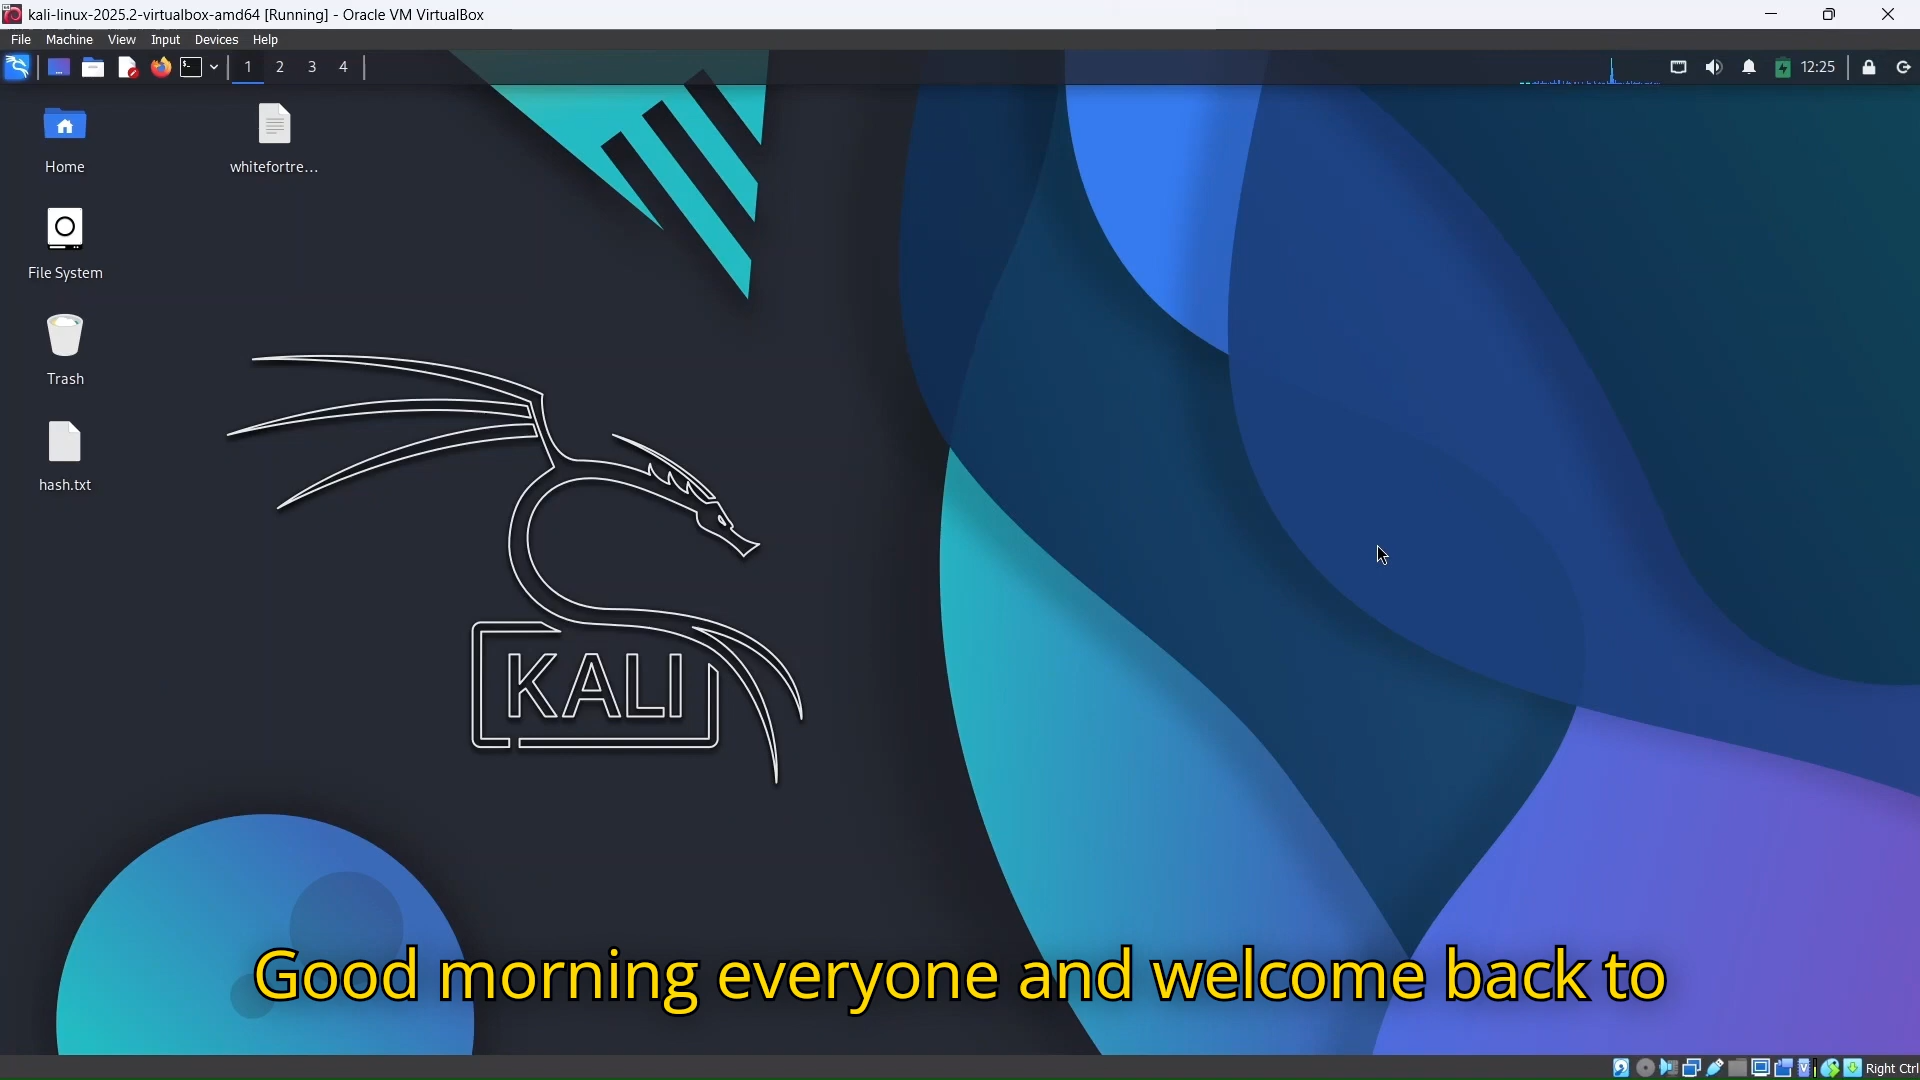 kali-linux-2025.2-virtualbox-amd64 [Running] - Oracle VM VirtualBox
File Machine View Input Devices Help
1 2 3 4 12:25
Home
whitefortre...
File System
Trash
hash.txt
KALI
Good morning everyone and welcome back to
Right Ctrl